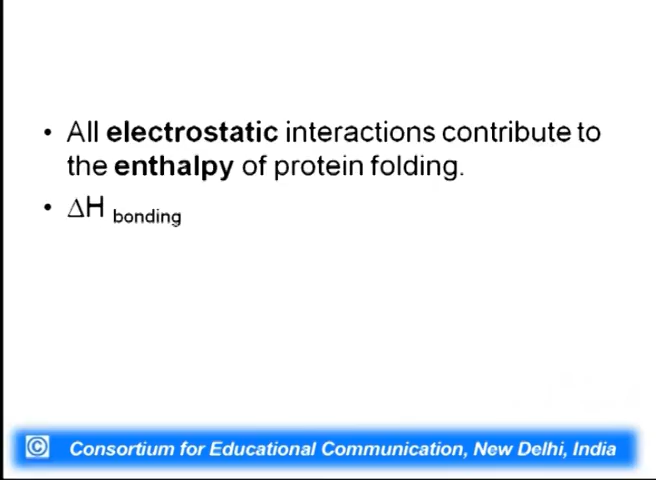 • All electrostatic interactions contribute to
the enthalpy of protein folding.
• ΔH bonding
© Consortium for Educational Communication, New Delhi, India